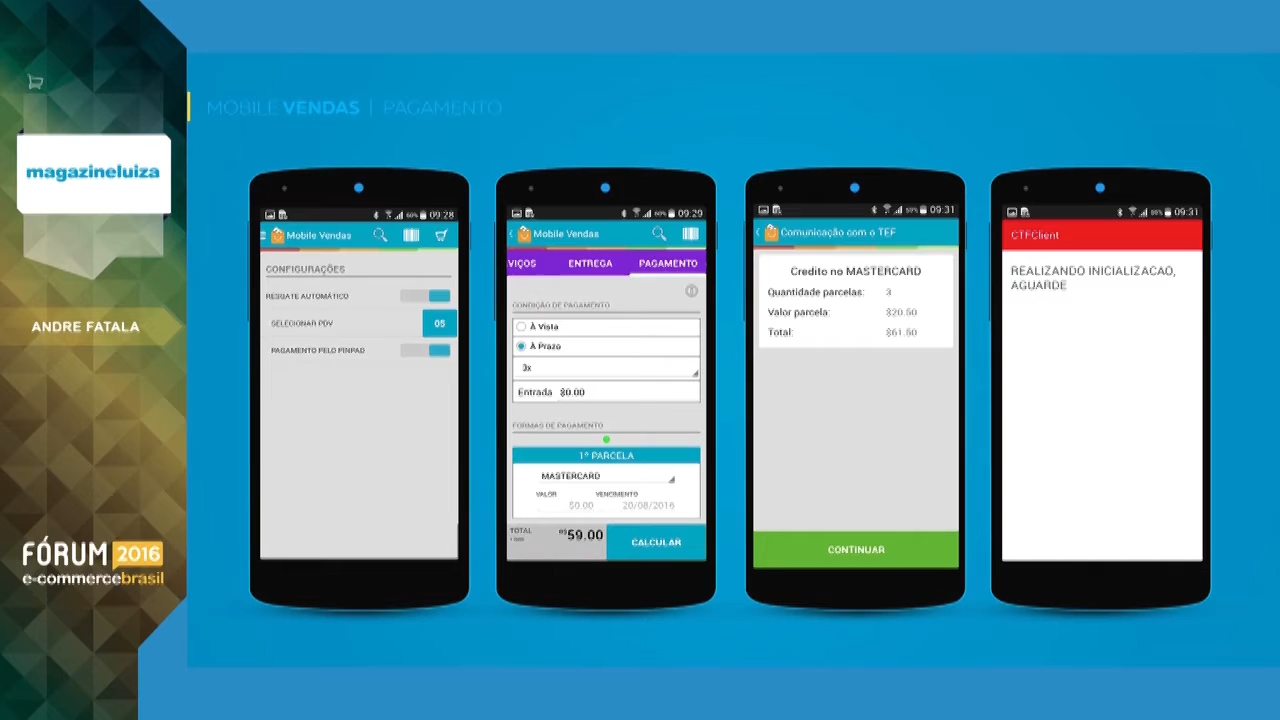 magazineluiza
ANDRE FATALA
FÓRUM 2016
e-commercebrasil
MOBILE VENDAS | PAGAMENTO
60% 09:28
Mobile Vendas
CONFIGURAÇÕES
RESGATE AUTOMÁTICO
SELECIONAR PDV 05
PAGAMENTO PELO PINPAD
60% 09:29
Mobile Vendas
VIÇOS ENTREGA PAGAMENTO
CONDIÇÃO DE PAGAMENTO
À Vista
À Prazo
3x
Entrada $0.00
FORMAS DE PAGAMENTO
1ª PARCELA
MASTERCARD
VALOR VENCIMENTO
20/08/2016
TOTAL
R$59.00
CALCULAR
59% 09:31
Comunicação com o TEF
Credito no MASTERCARD
Quantidade parcelas: 3
Valor parcela: $20.50
Total: $61.50
CONTINUAR
59% 09:31
CTFClient
REALIZANDO INICIALIZACAO,
AGUARDE